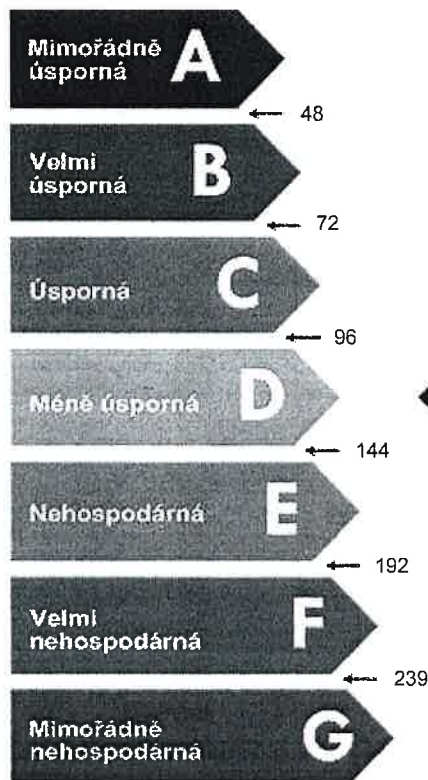 Mimořádně
úsporná
A
48
Velmi
úsporná
B
72
Úsporná
C
96
Méně úsporná
D
144
Nehospodárná
E
192
Velmi
nehospodárná
F
239
Mimořádně
nehospodárná
G